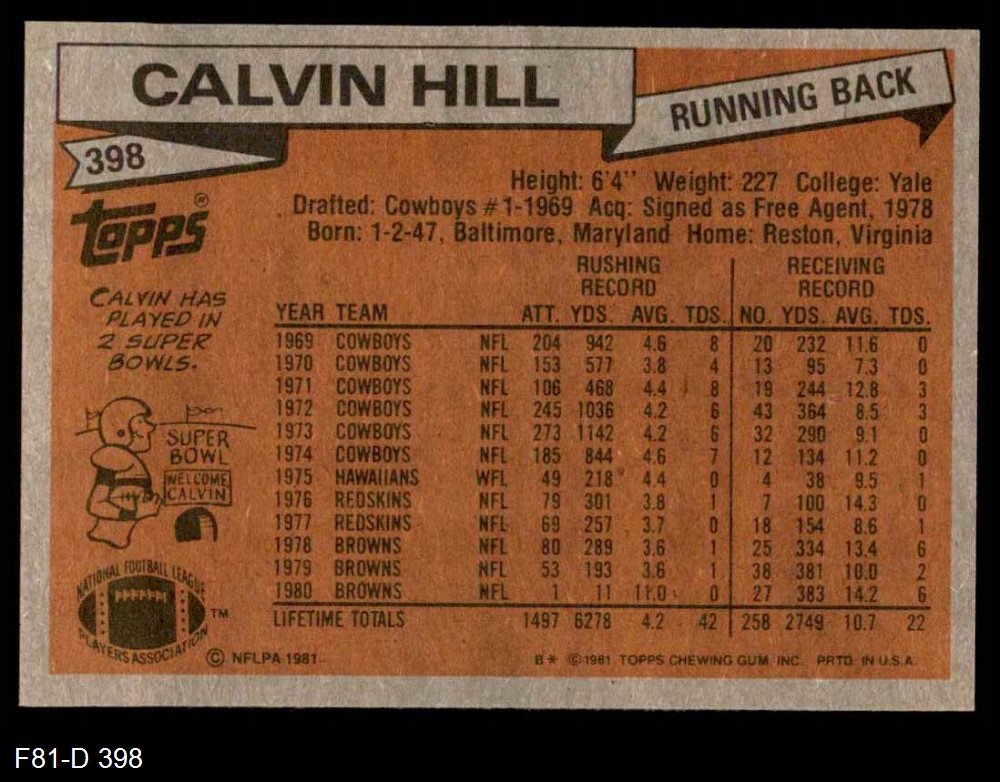 CALVIN HILL
RUNNING BACK
398
topps®
Height: 6'4'' Weight: 227 College: Yale
Drafted: Cowboys #1-1969 Acq: Signed as Free Agent, 1978
Born: 1-2-47, Baltimore, Maryland Home: Reston, Virginia
CALVIN HAS
PLAYED IN
2 SUPER
BOWLS.
SUPER
BOWL
WELCOME
CALVIN
RUSHING RECEIVING
RECORD RECORD
YEAR TEAM ATT. YDS. AVG. TDS. NO. YDS. AVG. TDS.
1969 COWBOYS NFL 204 942 4.6 8 20 232 11.6 0
1970 COWBOYS NFL 153 577 3.8 4 13 95 7.3 0
1971 COWBOYS NFL 106 468 4.4 8 19 244 12.8 3
1972 COWBOYS NFL 245 1036 4.2 6 43 364 8.5 3
1973 COWBOYS NFL 273 1142 4.2 6 32 290 9.1 0
1974 COWBOYS NFL 185 844 4.6 7 12 134 11.2 0
1975 HAWAIIANS WFL 49 218 4.4 0 4 38 9.5 1
1976 REDSKINS NFL 79 301 3.8 1 7 100 14.3 0
1977 REDSKINS NFL 69 257 3.7 0 18 154 8.6 1
1978 BROWNS NFL 80 289 3.6 1 25 334 13.4 6
1979 BROWNS NFL 53 193 3.6 1 38 381 10.0 2
1980 BROWNS NFL 1 11 11.0 0 27 383 14.2 6
LIFETIME TOTALS 1497 6278 4.2 42 258 2749 10.7 22
NATIONAL FOOTBALL LEAGUE
PLAYERS ASSOCIATION
TM
© NFLPA 1981
B* © 1981 TOPPS CHEWING GUM, INC. PRTD. IN U.S.A.
F81-D 398